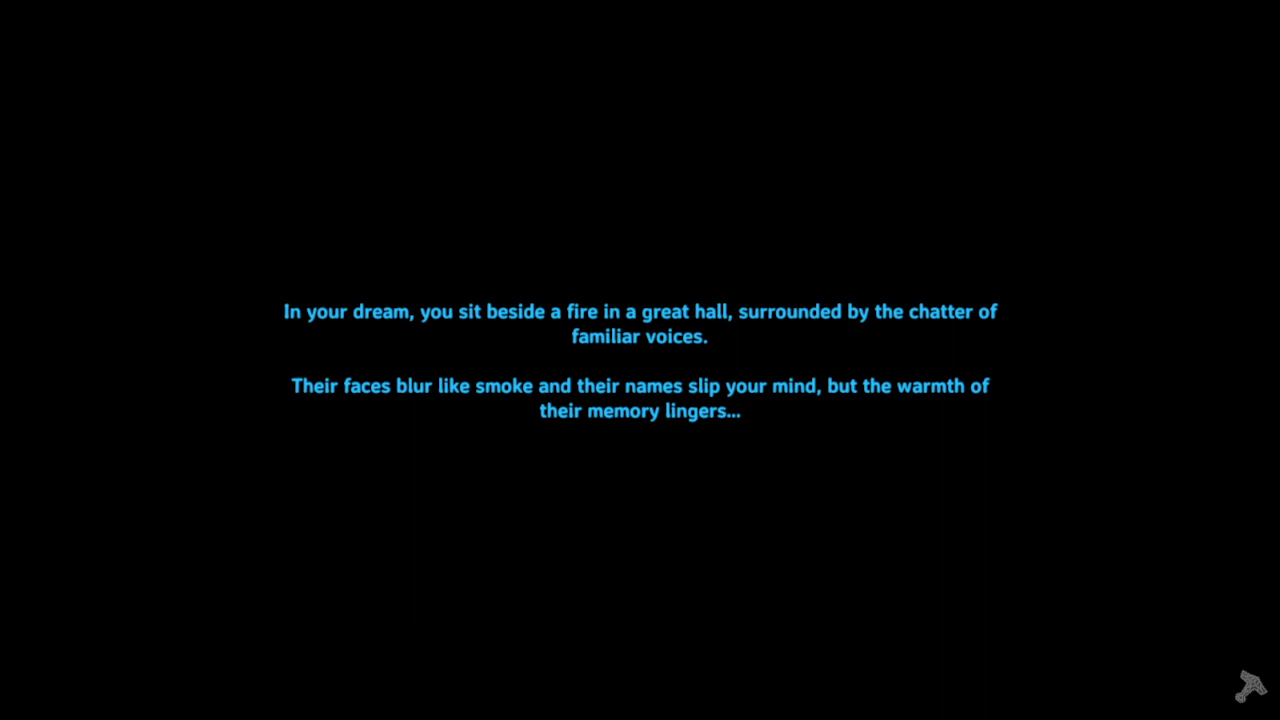 In your dream, you sit beside a fire in a great hall, surrounded by the chatter of
familiar voices.
Their faces blur like smoke and their names slip your mind, but the warmth of
their memory lingers...